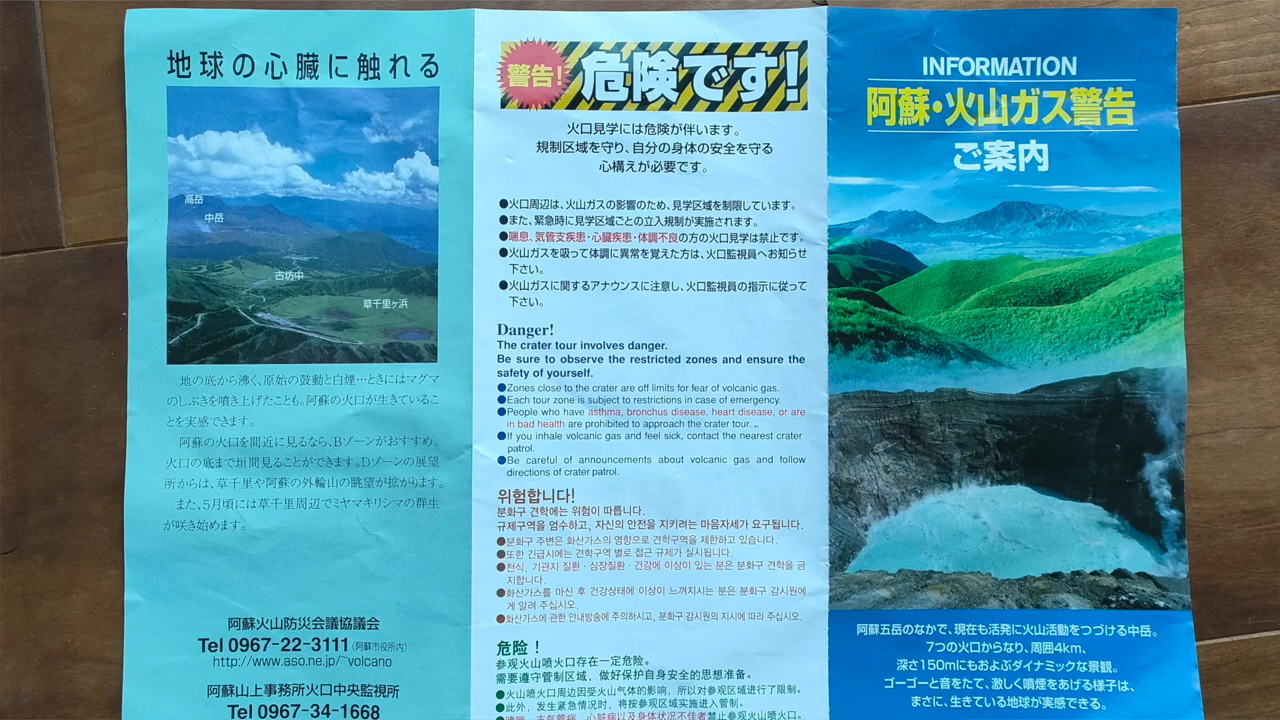 地球の心臓に触れる
高岳
中岳
古坊中
草千里ヶ浜
地の底から沸く、原始の鼓動と白煙…ときにはマグマ
のしぶきを噴き上げたことも。阿蘇の火口が生きているこ
とを実感できます。
阿蘇の火口を間近に見るなら、Bゾーンがおすすめ。
火口の底まで垣間見ることができます。Dゾーンの展望
所からは、草千里や阿蘇の外輪山の眺望が拡がります。
また、5月頃には草千里周辺でミヤマキリシマの群生
が咲き始めます。
阿蘇火山防災会議協議会
Tel 0967-22-3111(阿蘇市役所内)
http://www.aso.ne.jp/~volcano
阿蘇山上事務所火口中央監視所
Tel 0967-34-1668
警告! 危険です!
火口見学には危険が伴います。
規制区域を守り、自分の身体の安全を守る
心構えが必要です。
●火口周辺は、火山ガスの影響のため、見学区域を制限しています。
●また、緊急時に見学区域ごとの立入規制が実施されます。
●喘息、気管支疾患・心臓疾患・体調不良の方の火口見学は禁止です。
●火山ガスを吸って体調に異常を覚えた方は、火口監視員へお知らせ
下さい。
●火山ガスに関するアナウンスに注意し、火口監視員の指示に従って
下さい。
Danger!
The crater tour involves danger.
Be sure to observe the restricted zones and ensure the
safety of yourself.
●Zones close to the crater are off limits for fear of volcanic gas.
●Each tour zone is subject to restrictions in case of emergency.
●People who have asthma, bronchus disease, heart disease, or are
in bad health are prohibited to approach the crater tour. ..
●If you inhale volcanic gas and feel sick, contact the nearest crater
patrol.
●Be careful of announcements about volcanic gas and follow
directions of crater patrol.
위험합니다!
분화구 견학에는 위험이 따릅니다.
규제구역을 엄수하고, 자신의 안전을 지키려는 마음자세가 요구됩니다.
●분화구 주변은 화산가스의 영향으로 견학구역을 제한하고 있습니다.
●또한 긴급시에는 견학구역 별로 접근 규제가 실시됩니다.
●천식, 기관지 질환 · 심장질환 · 건강에 이상이 있는 분은 분화구 견학을 금
지합니다.
●화산가스를 마신 후 건강상태에 이상이 느껴지시는 분은 분화구 감시원에
게 알려 주십시오.
●화산가스에 관한 안내방송에 주의하시고, 분화구 감시원의 지시에 따라 주십시오.
危险！
参观火山喷火口存在一定危险。
需要遵守管制区域，做好保护自身安全的思想准备。
●火山喷火口周边因受火山气体的影响，所以对参观区域进行了限制。
●此外，发生紧急情况时，将按参观区域实施进入管制。
●哮喘、支气管病、心脏病以及身体状况不佳者禁止参观火山喷火口。
INFORMATION
阿蘇・火山ガス警告
ご案内
阿蘇五岳のなかで、現在も活発に火山活動をつづける中岳。
7つの火口からなり、周囲4km、
深さ150mにもおよぶダイナミックな景観。
ゴーゴーと音をたて、激しく噴煙をあげる様子は、
まさに、生きている地球が実感できる。